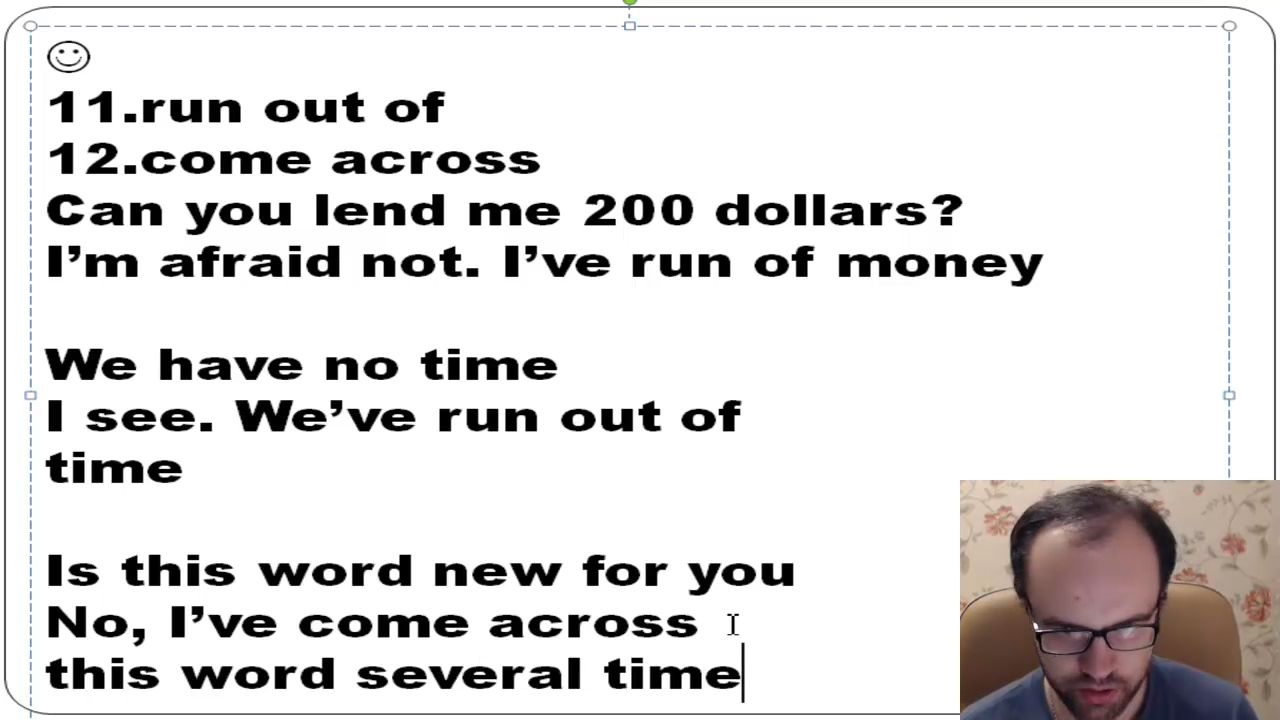 11.run out of
12.come across
Can you lend me 200 dollars?
I’m afraid not. I’ve run of money
We have no time
I see. We’ve run out of
time
Is this word new for you
No, I’ve come across
this word several time